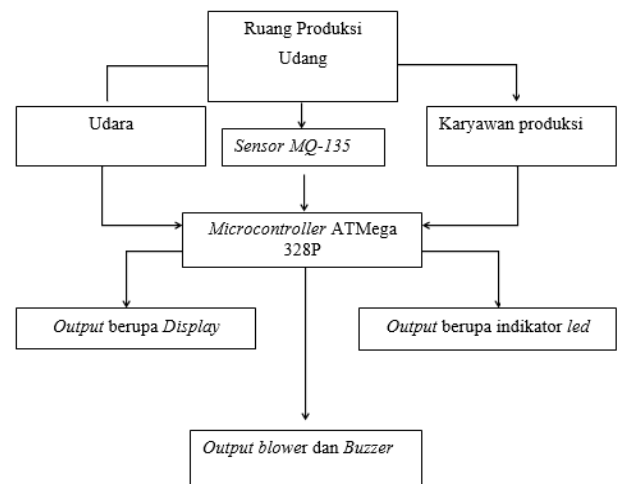 Ruang Produksi
Udang
Udara
Sensor MQ-135
Karyawan produksi
Microcontroller ATMega
328P
Output berupa Display
Output berupa indikator led
Output blower dan Buzzer